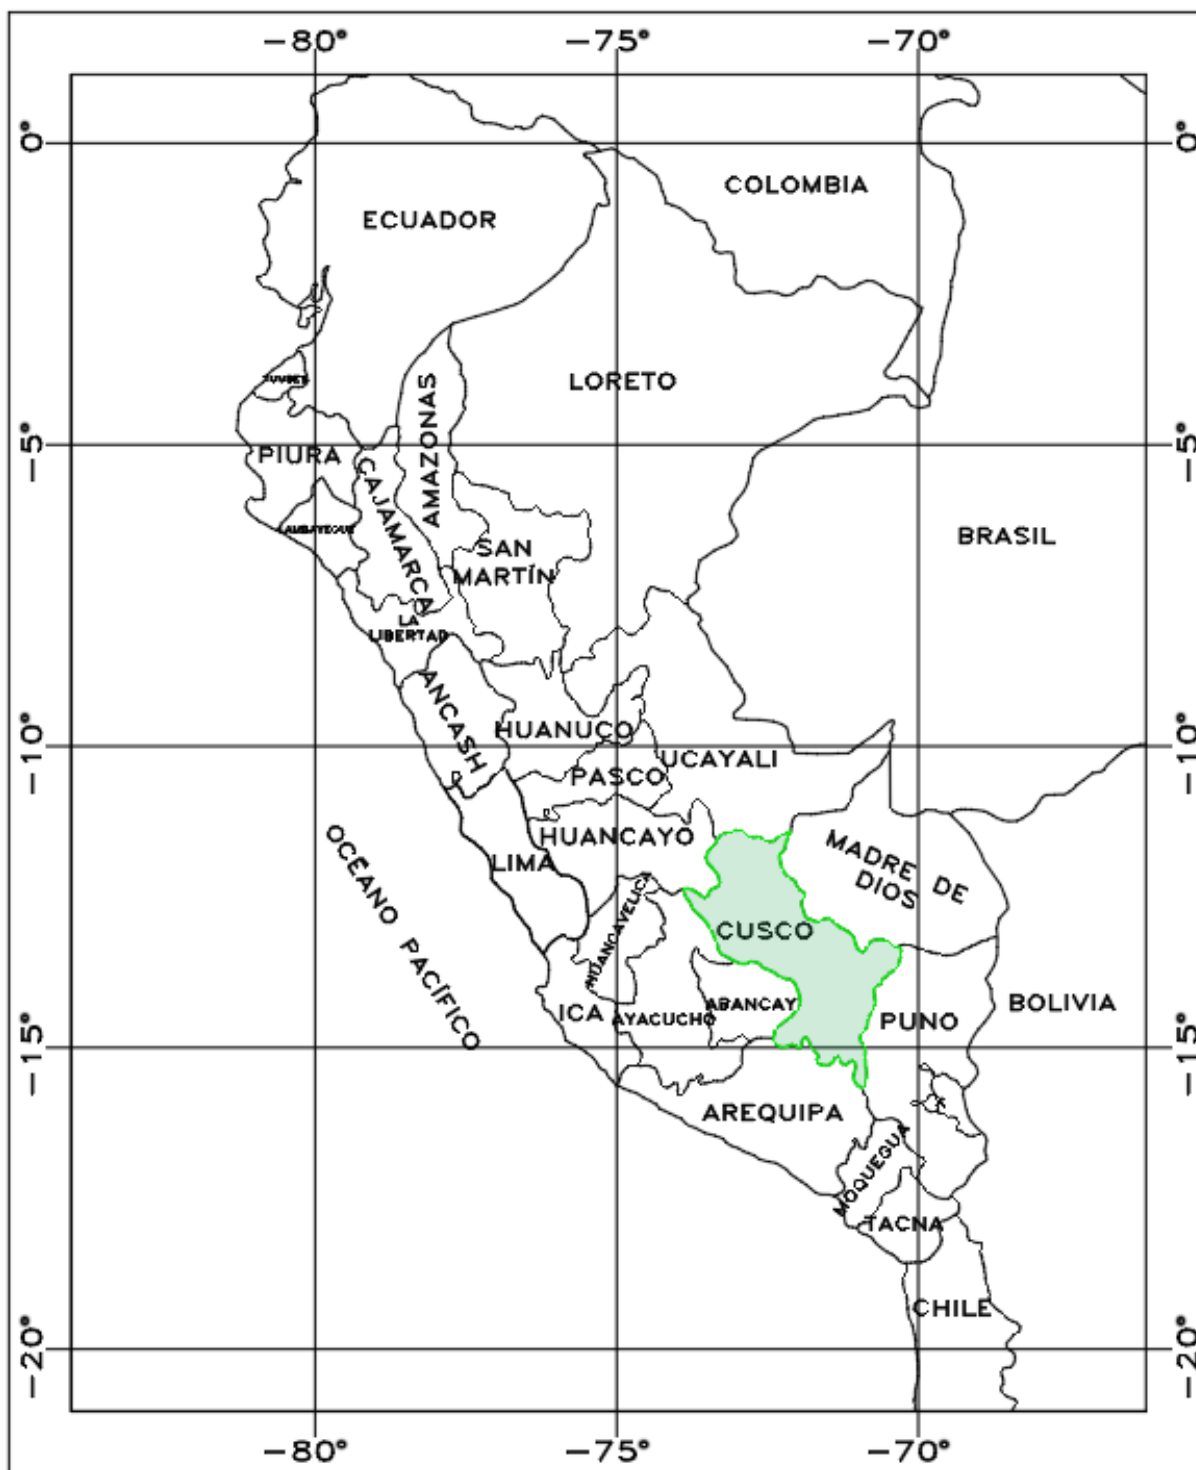 -80° -75° -70°
0° 0°
COLOMBIA
ECUADOR
LORETO
AMAZONAS
-5° -5°
PIURA
CAJAMARCA
LAMBAYEQUE
BRASIL
SAN
MARTÍN
LA
LIBERTAD
ANCASH
HUANUCO
-10° -10°
UCAYALI
PASCO
HUANCAYO
LIMA
MADRE DE
DIOS
OCEANO PACÍFICO
HUANCAVELICA
CUSCO
ICA
AYACUCHO
ABANCAY
PUNO
BOLIVIA
-15° -15°
AREQUIPA
MOQUEGUA
TACNA
CHILE
-20° -20°
-80° -75° -70°